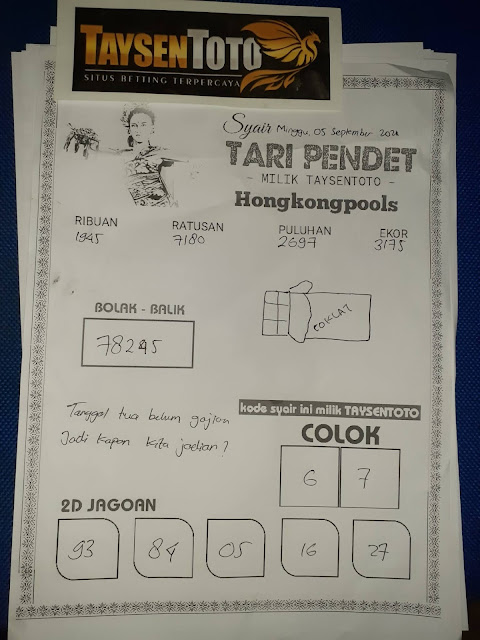 TAYSENTOTO
SITUS BETTING TERPERCAYA
Syair Minggu, 05 September 2021
TARI PENDET
- MILIK TAYSENTOTO -
Hongkongpools
RIBUAN RATUSAN PULUHAN EKOR
1945 7180 2697 3175
BOLAK - BALIK
78245
COKLAT
Tanggal tua belum gajian
Jadi kapan kita jadian?
kode syair ini milik TAYSENTOTO
COLOK
6 7
2D JAGOAN
93 84 05 16 27